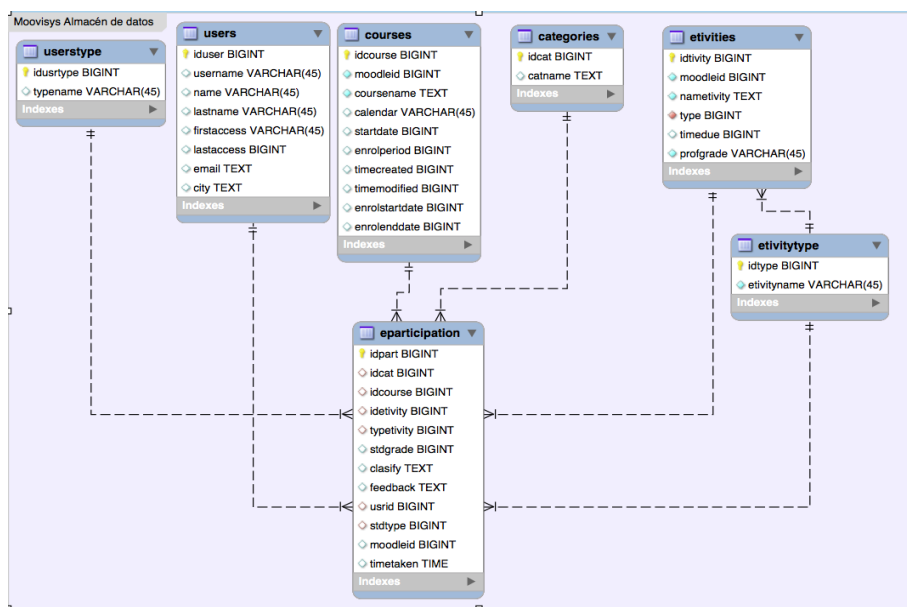 Moovisys Almacén de datos
userstype
idusrtype BIGINT
typename VARCHAR(45)
Indexes
users
iduser BIGINT
username VARCHAR(45)
name VARCHAR(45)
lastname VARCHAR(45)
firstaccess VARCHAR(45)
lastaccess BIGINT
email TEXT
city TEXT
Indexes
courses
idcourse BIGINT
moodleid BIGINT
coursename TEXT
calendar VARCHAR(45)
startdate BIGINT
enrolperiod BIGINT
timecreated BIGINT
timemodified BIGINT
enrolstartdate BIGINT
enrolenddate BIGINT
Indexes
categories
idcat BIGINT
catname TEXT
Indexes
etivities
idtivity BIGINT
moodleid BIGINT
nametivity TEXT
type BIGINT
timedue BIGINT
profgrade VARCHAR(45)
Indexes
etivitytype
idtype BIGINT
etivityname VARCHAR(45)
Indexes
eparticipation
idpart BIGINT
idcat BIGINT
idcourse BIGINT
idetivity BIGINT
typetivity BIGINT
stdgrade BIGINT
clasify TEXT
feedback TEXT
usrid BIGINT
stdtype BIGINT
moodleid BIGINT
timetaken TIME
Indexes